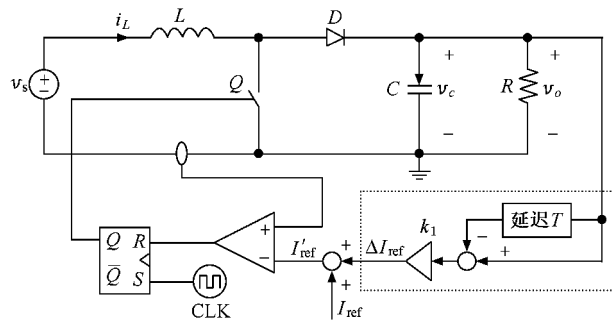 i_L
L
D
v_s
+
−
Q
C
+
v_c
−
R
+
v_o
−
延迟T
−
+
k_1
ΔI_ref
+
+
I'_ref
I_ref
+
−
Q
R
Q̅
S
CLK